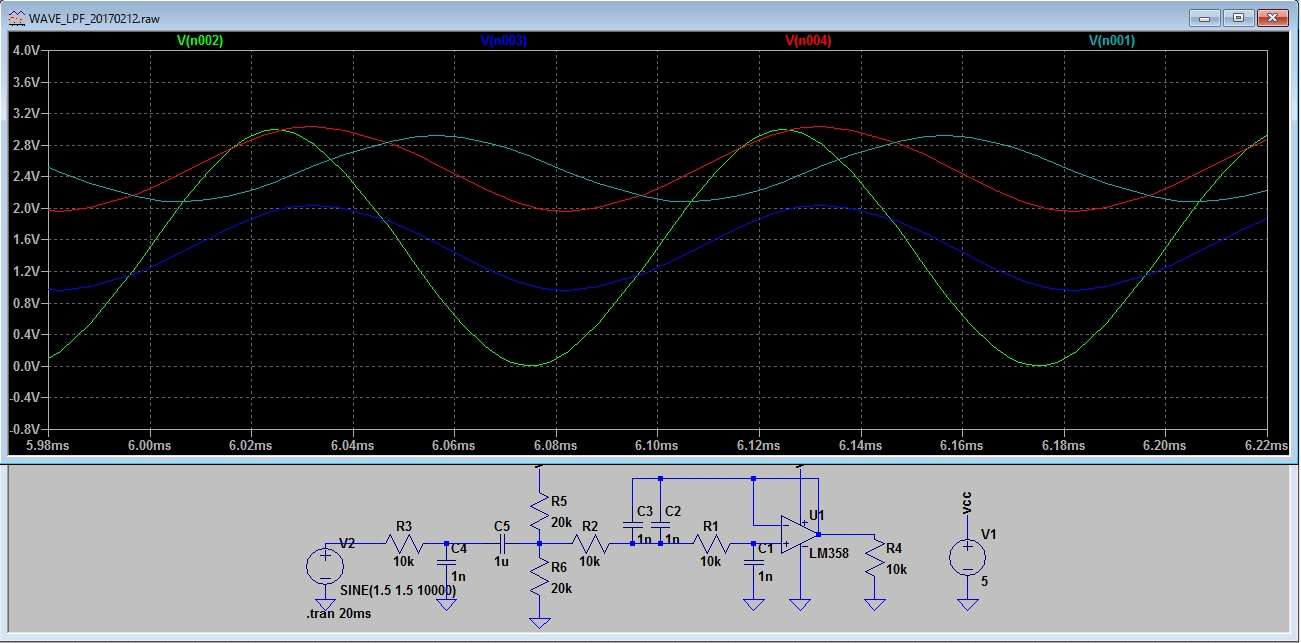 WAVE_LPF_20170212.raw
V(n002) V(n003) V(n004) V(n001)
4.0V
3.6V
3.2V
2.8V
2.4V
2.0V
1.6V
1.2V
0.8V
0.4V
0.0V
-0.4V
-0.8V
5.98ms 6.00ms 6.02ms 6.04ms 6.06ms 6.08ms 6.10ms 6.12ms 6.14ms 6.16ms 6.18ms 6.20ms 6.22ms
R5
20k
C3 C2
1n 1n
vcc
U1
LM358
V2
R3
10k
C4
1n
C5
1u
R2
10k
R1
10k
C1
1n
R4
10k
V1
5
R6
20k
SINE(1.5 1.5 10000)
.tran 20ms